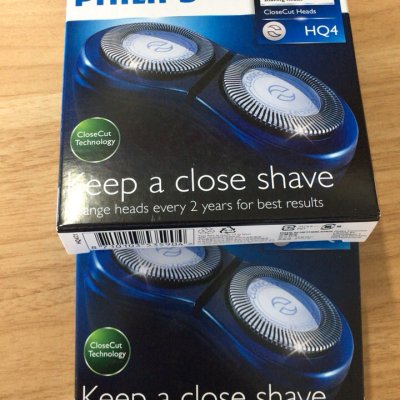 PHILIPS
CloseCut Heads
HQ4
CloseCut
Technology
Keep a close shave
ange heads every 2 years for best results
CloseCut
Technology
Keep a close shave